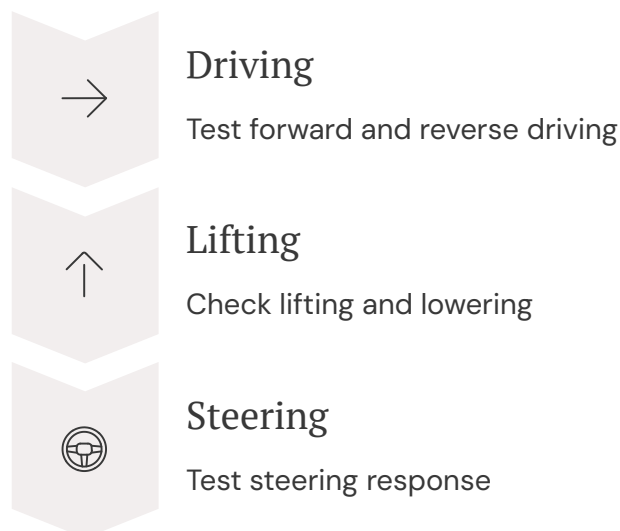 Driving
Test forward and reverse driving
Lifting
Check lifting and lowering
Steering
Test steering response